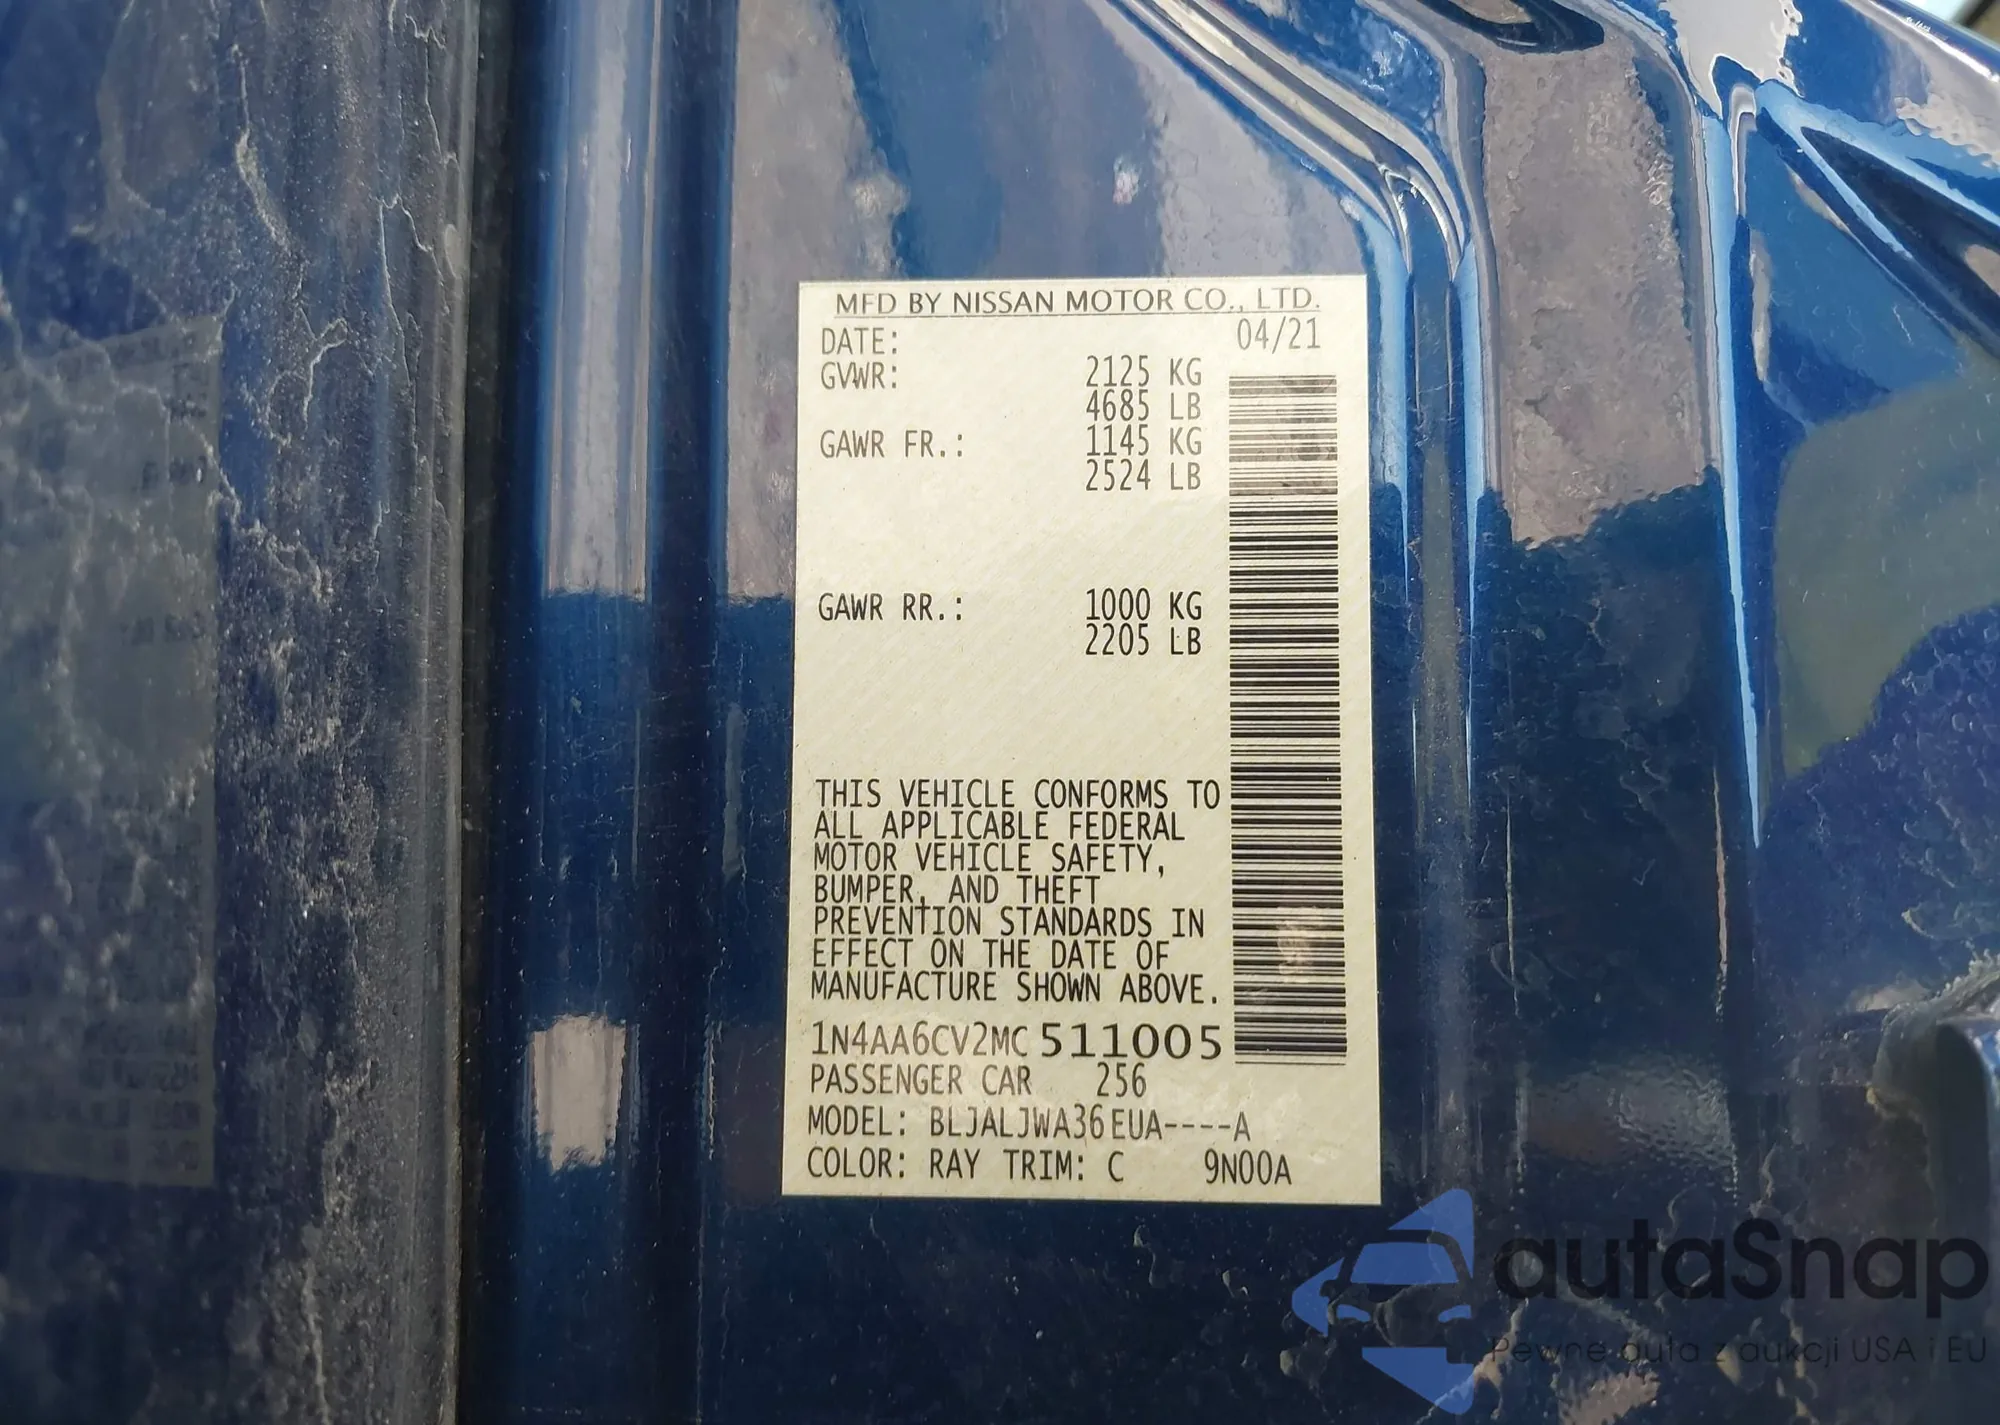 MFD BY NISSAN MOTOR CO., LTD.
DATE: 04/21
GVWR: 2125 KG
4685 LB
GAWR FR.: 1145 KG
2524 LB
GAWR RR.: 1000 KG
2205 LB
THIS VEHICLE CONFORMS TO
ALL APPLICABLE FEDERAL
MOTOR VEHICLE SAFETY,
BUMPER, AND THEFT
PREVENTION STANDARDS IN
EFFECT ON THE DATE OF
MANUFACTURE SHOWN ABOVE.
1N4AA6CV2MC511005
PASSENGER CAR 256
MODEL: BLJALJWA36EUA----A
COLOR: RAY TRIM: C 9N00A
autaSnap
Pewne auta z aukcji USA i EU